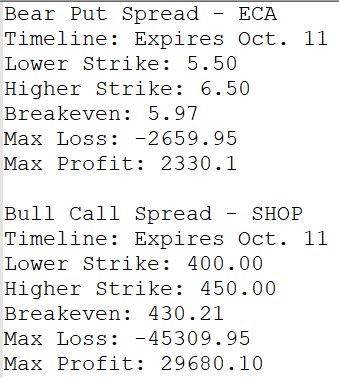 Bear Put Spread - ECA
Timeline: Expires Oct. 11
Lower Strike: 5.50
Higher Strike: 6.50
Breakeven: 5.97
Max Loss: -2659.95
Max Profit: 2330.1
Bull Call Spread - SHOP
Timeline: Expires Oct. 11
Lower Strike: 400.00
Higher Strike: 450.00
Breakeven: 430.21
Max Loss: -45309.95
Max Profit: 29680.10